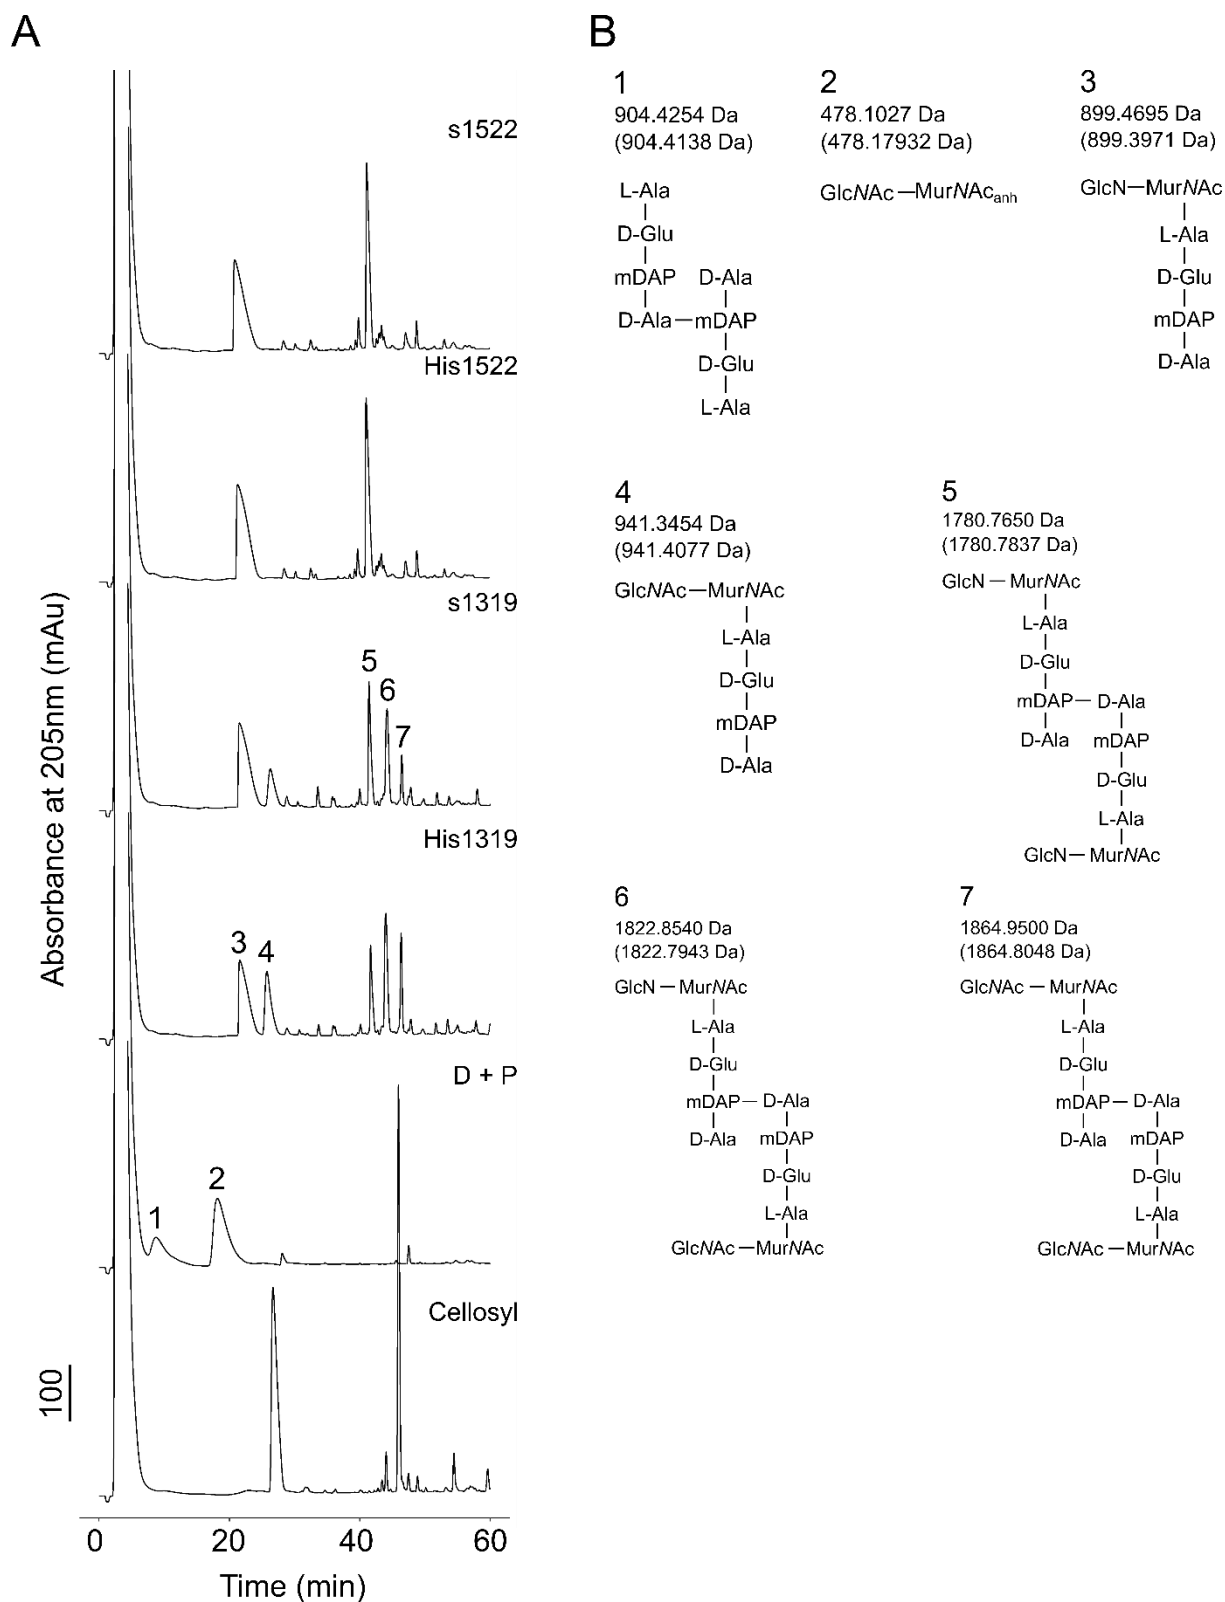 A
s1522
His1522
s1319
5
6
7
His1319
3
4
D + P
1
2
Cellosyl
100
Absorbance at 205nm (mAu)
0
20
40
60
Time (min)
B
1
904.4254 Da
(904.4138 Da)
L-Ala
D-Glu
mDAP D-Ala
D-Ala—mDAP
D-Glu
L-Ala
2
478.1027 Da
(478.17932 Da)
GlcNAc—MurNAcanh
3
899.4695 Da
(899.3971 Da)
GlcN—MurNAc
L-Ala
D-Glu
mDAP
D-Ala
4
941.3454 Da
(941.4077 Da)
GlcNAc—MurNAc
L-Ala
D-Glu
mDAP
D-Ala
5
1780.7650 Da
(1780.7837 Da)
GlcN—MurNAc
L-Ala
D-Glu
mDAP—D-Ala
D-Ala mDAP
D-Glu
L-Ala
GlcN—MurNAc
6
1822.8540 Da
(1822.7943 Da)
GlcN—MurNAc
L-Ala
D-Glu
mDAP—D-Ala
D-Ala mDAP
D-Glu
L-Ala
GlcNAc—MurNAc
7
1864.9500 Da
(1864.8048 Da)
GlcNAc—MurNAc
L-Ala
D-Glu
mDAP—D-Ala
D-Ala mDAP
D-Glu
L-Ala
GlcNAc—MurNAc